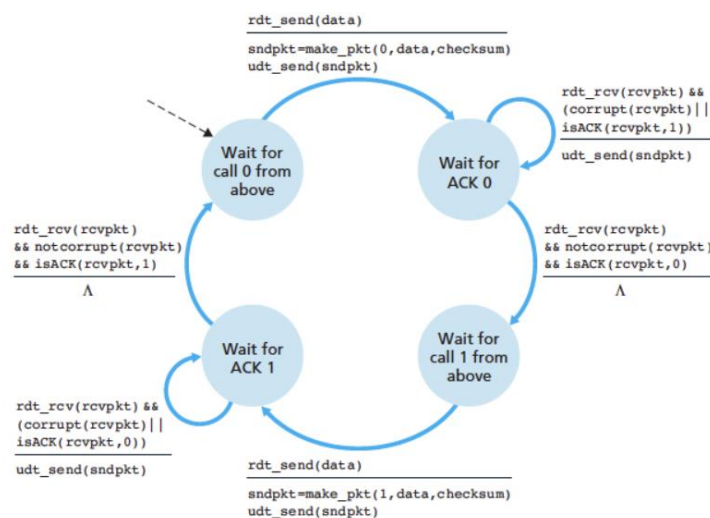 rdt_send(data)
sndpkt=make_pkt(0,data,checksum)
udt_send(sndpkt)
rdt_rcv(rcvpkt) &&
(corrupt(rcvpkt)||
isACK(rcvpkt,1))
udt_send(sndpkt)
Wait for
call 0 from
above
Wait for
ACK 0
rdt_rcv(rcvpkt)
&& notcorrupt(rcvpkt)
&& isACK(rcvpkt,1)
Λ
rdt_rcv(rcvpkt)
&& notcorrupt(rcvpkt)
&& isACK(rcvpkt,0)
Λ
Wait for
ACK 1
Wait for
call 1 from
above
rdt_rcv(rcvpkt) &&
(corrupt(rcvpkt)||
isACK(rcvpkt,0))
udt_send(sndpkt)
rdt_send(data)
sndpkt=make_pkt(1,data,checksum)
udt_send(sndpkt)